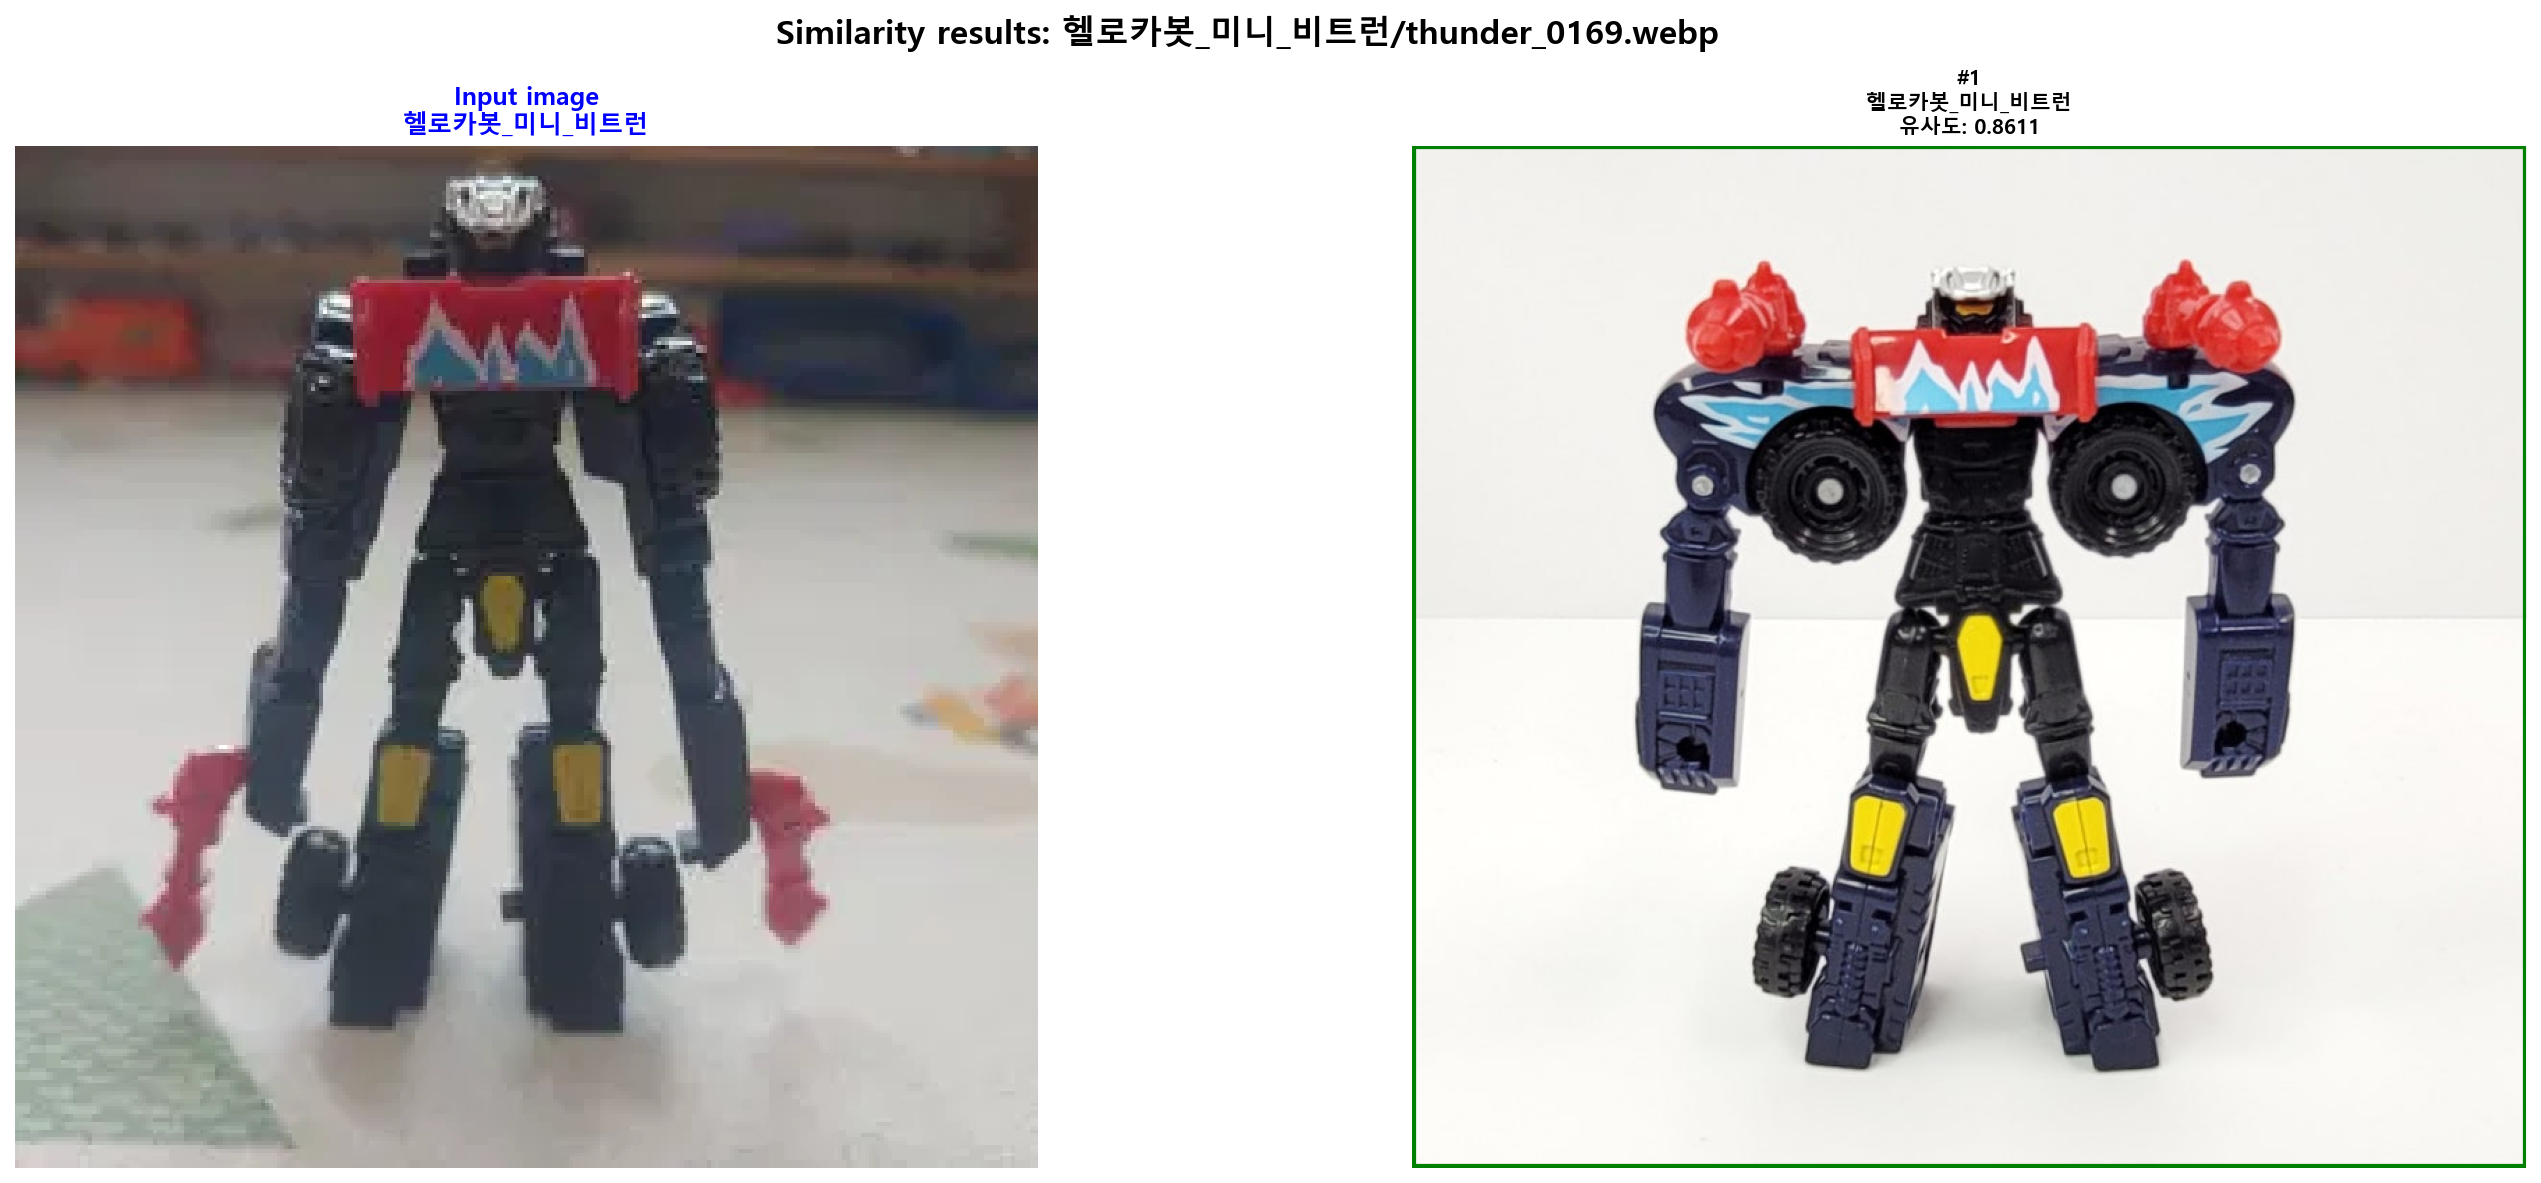 Similarity results: 헬로카봇_미니_비트런/thunder_0169.webp
Input image
헬로카봇_미니_비트런
#1
헬로카봇_미니_비트런
유사도: 0.8611